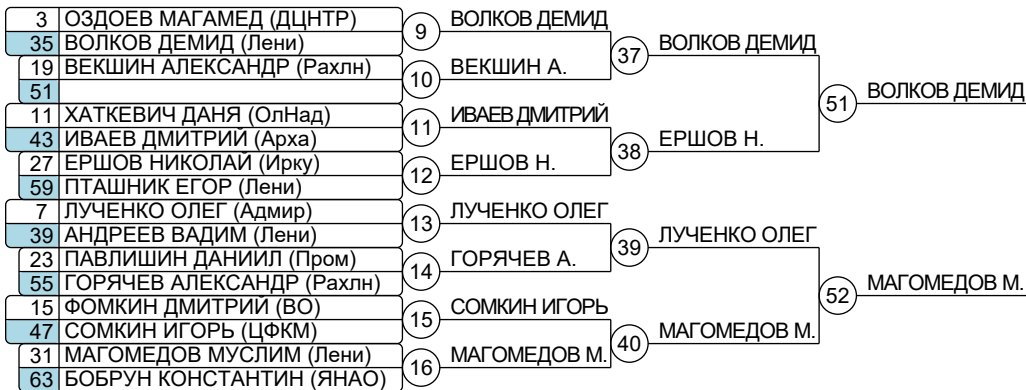 3 ОЗДОЕВ МАГАМЕД (ДЦНТР)
35 ВОЛКОВ ДЕМИД (Лени)
9 ВОЛКОВ ДЕМИД
19 ВЕКШИН АЛЕКСАНДР (Рахлн)
51
10 ВЕКШИН А.
37 ВОЛКОВ ДЕМИД
11 ХАТКЕВИЧ ДАНЯ (ОлНад)
43 ИВАЕВ ДМИТРИЙ (Арха)
11 ИВАЕВ ДМИТРИЙ
27 ЕРШОВ НИКОЛАЙ (Ирку)
59 ПТАШНИК ЕГОР (Лени)
12 ЕРШОВ Н.
38 ЕРШОВ Н.
51 ВОЛКОВ ДЕМИД
7 ЛУЧЕНКО ОЛЕГ (Адмир)
39 АНДРЕЕВ ВАДИМ (Лени)
13 ЛУЧЕНКО ОЛЕГ
23 ПАВЛИШИН ДАНИИЛ (Пром)
55 ГОРЯЧЕВ АЛЕКСАНДР (Рахлн)
14 ГОРЯЧЕВ А.
39 ЛУЧЕНКО ОЛЕГ
15 ФОМКИН ДМИТРИЙ (ВО)
47 СОМКИН ИГОРЬ (ЦФКМ)
15 СОМКИН ИГОРЬ
31 МАГОМЕДОВ МУСЛИМ (Лени)
63 БОБРУН КОНСТАНТИН (ЯНАО)
16 МАГОМЕДОВ М.
40 МАГОМЕДОВ М.
52 МАГОМЕДОВ М.